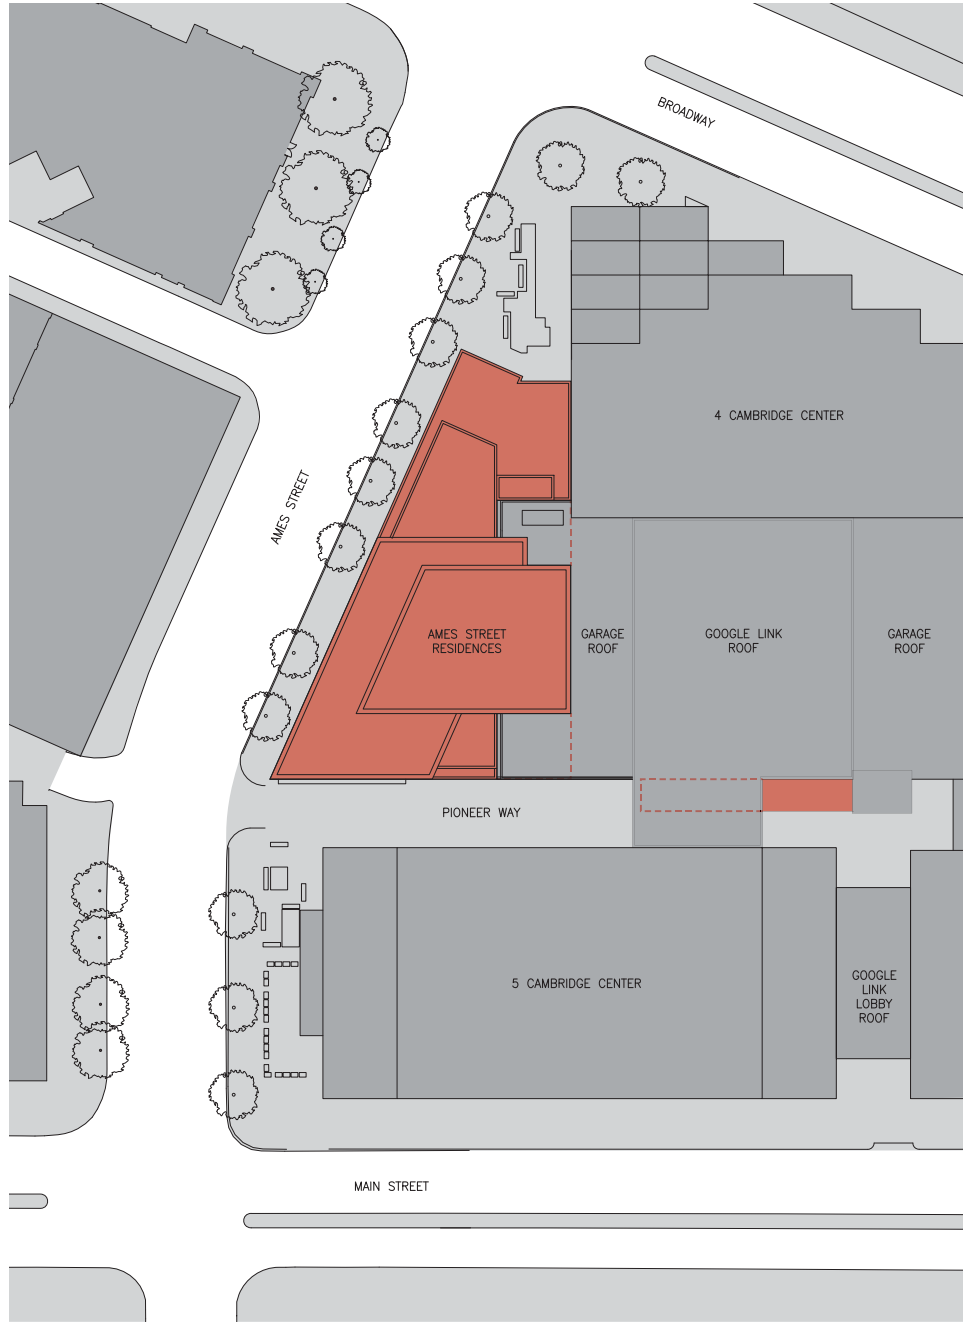 BROADWAY
4 CAMBRIDGE CENTER
AMES STREET
AMES STREET
RESIDENCES
GARAGE
ROOF
GOOGLE LINK
ROOF
GARAGE
ROOF
PIONEER WAY
5 CAMBRIDGE CENTER
GOOGLE
LINK
LOBBY
ROOF
MAIN STREET